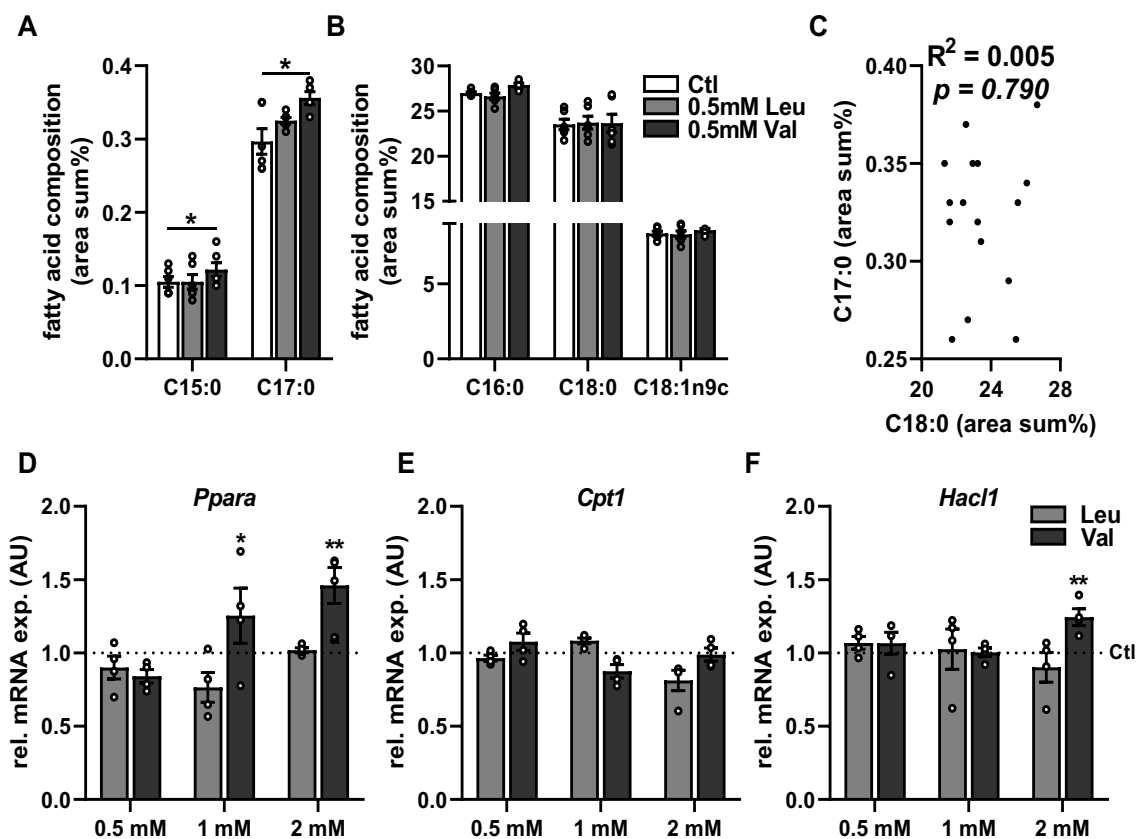 A
fatty acid composition
(area sum%)
0.4
0.3
0.2
0.1
0.0
*
*
C15:0
C17:0
B
fatty acid composition
(area sum%)
30
25
20
15
5
0
C16:0
C18:0
C18:1n9c
Ctl
0.5mM Leu
0.5mM Val
C
R² = 0.005
p = 0.790
C17:0 (area sum%)
0.40
0.35
0.30
0.25
20
24
28
C18:0 (area sum%)
D
Ppara
rel. mRNA exp. (AU)
2.0
1.5
1.0
0.5
0.0
*
**
0.5 mM
1 mM
2 mM
E
Cpt1
rel. mRNA exp. (AU)
2.0
1.5
1.0
0.5
0.0
0.5 mM
1 mM
2 mM
F
Hacl1
rel. mRNA exp. (AU)
2.0
1.5
1.0
0.5
0.0
Leu
Val
**
Ctl
0.5 mM
1 mM
2 mM